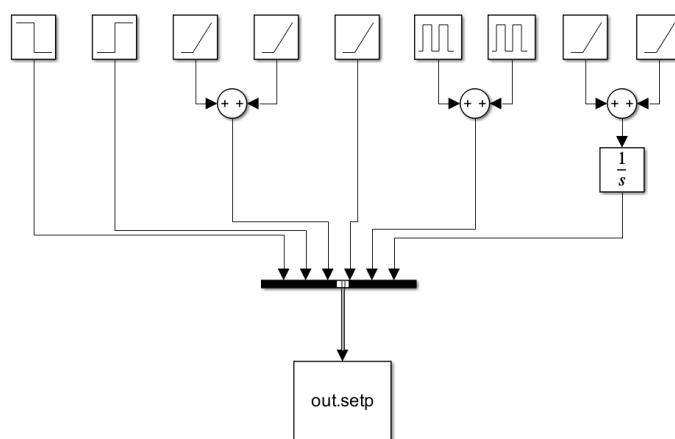 + +
+ +
+ +
1
s
out.setp